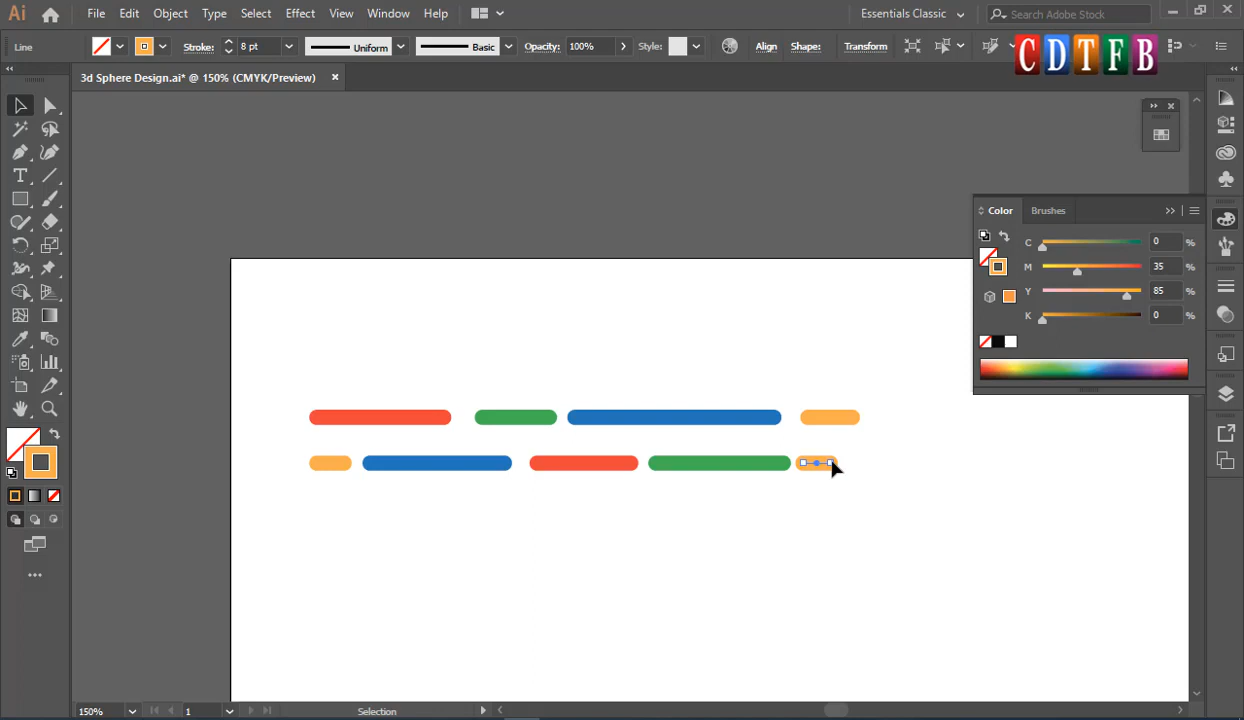 Ai File Edit Object Type Select Effect View Window Help Essentials Classic Search Adobe Stock
Line Stroke: 8 pt Uniform Basic Opacity: 100% Style: Align Shape: Transform
C D T F B
3d Sphere Design.ai* @ 150% (CMYK/Preview) ×
Color Brushes
C 0 %
M 35 %
Y 85 %
K 0 %
150% 1 Selection